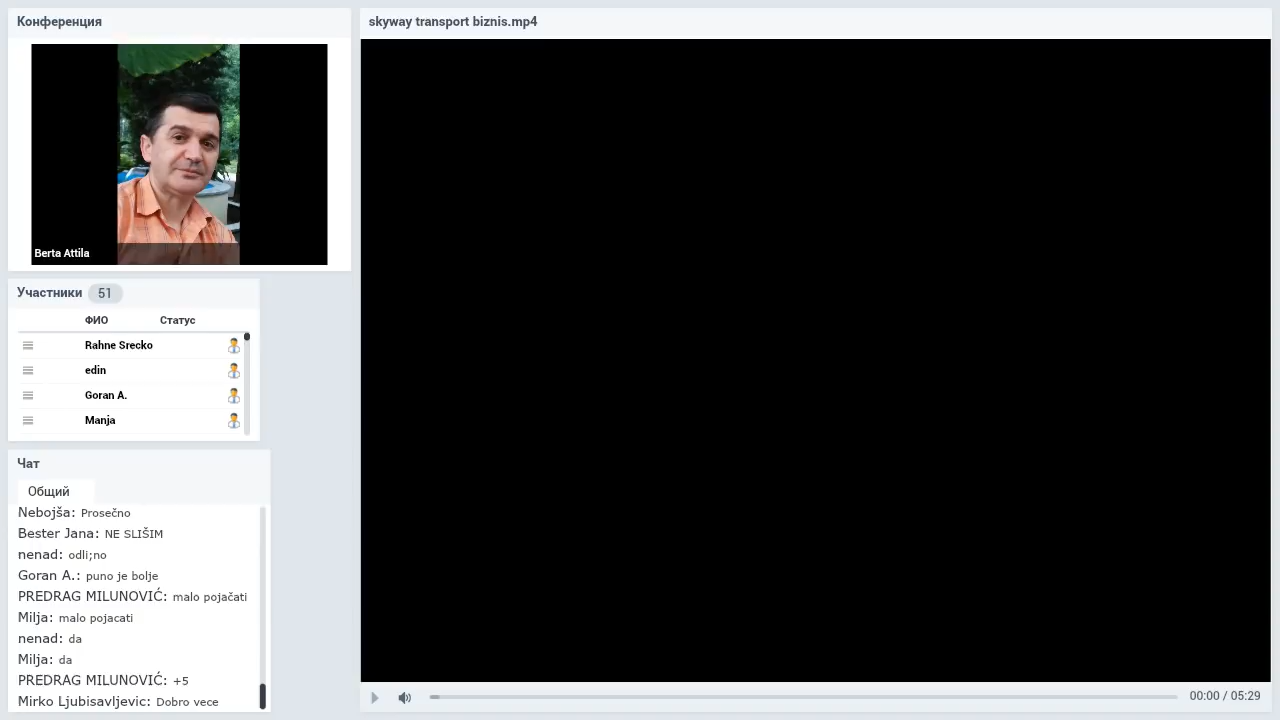 Конференция
Berta Attila
Участники 51
ФИО Статус
Rahne Srecko
edin
Goran A.
Manja
Чат
Общий
Nebojša: Prosečno
Bester Jana: NE SLIŠIM
nenad: odli;no
Goran A.: puno je bolje
PREDRAG MILUNOVIĆ: malo pojačati
Milja: malo pojacati
nenad: da
Milja: da
PREDRAG MILUNOVIĆ: +5
Mirko Ljubisavljevic: Dobro vece
skyway transport biznis.mp4
00:00 / 05:29